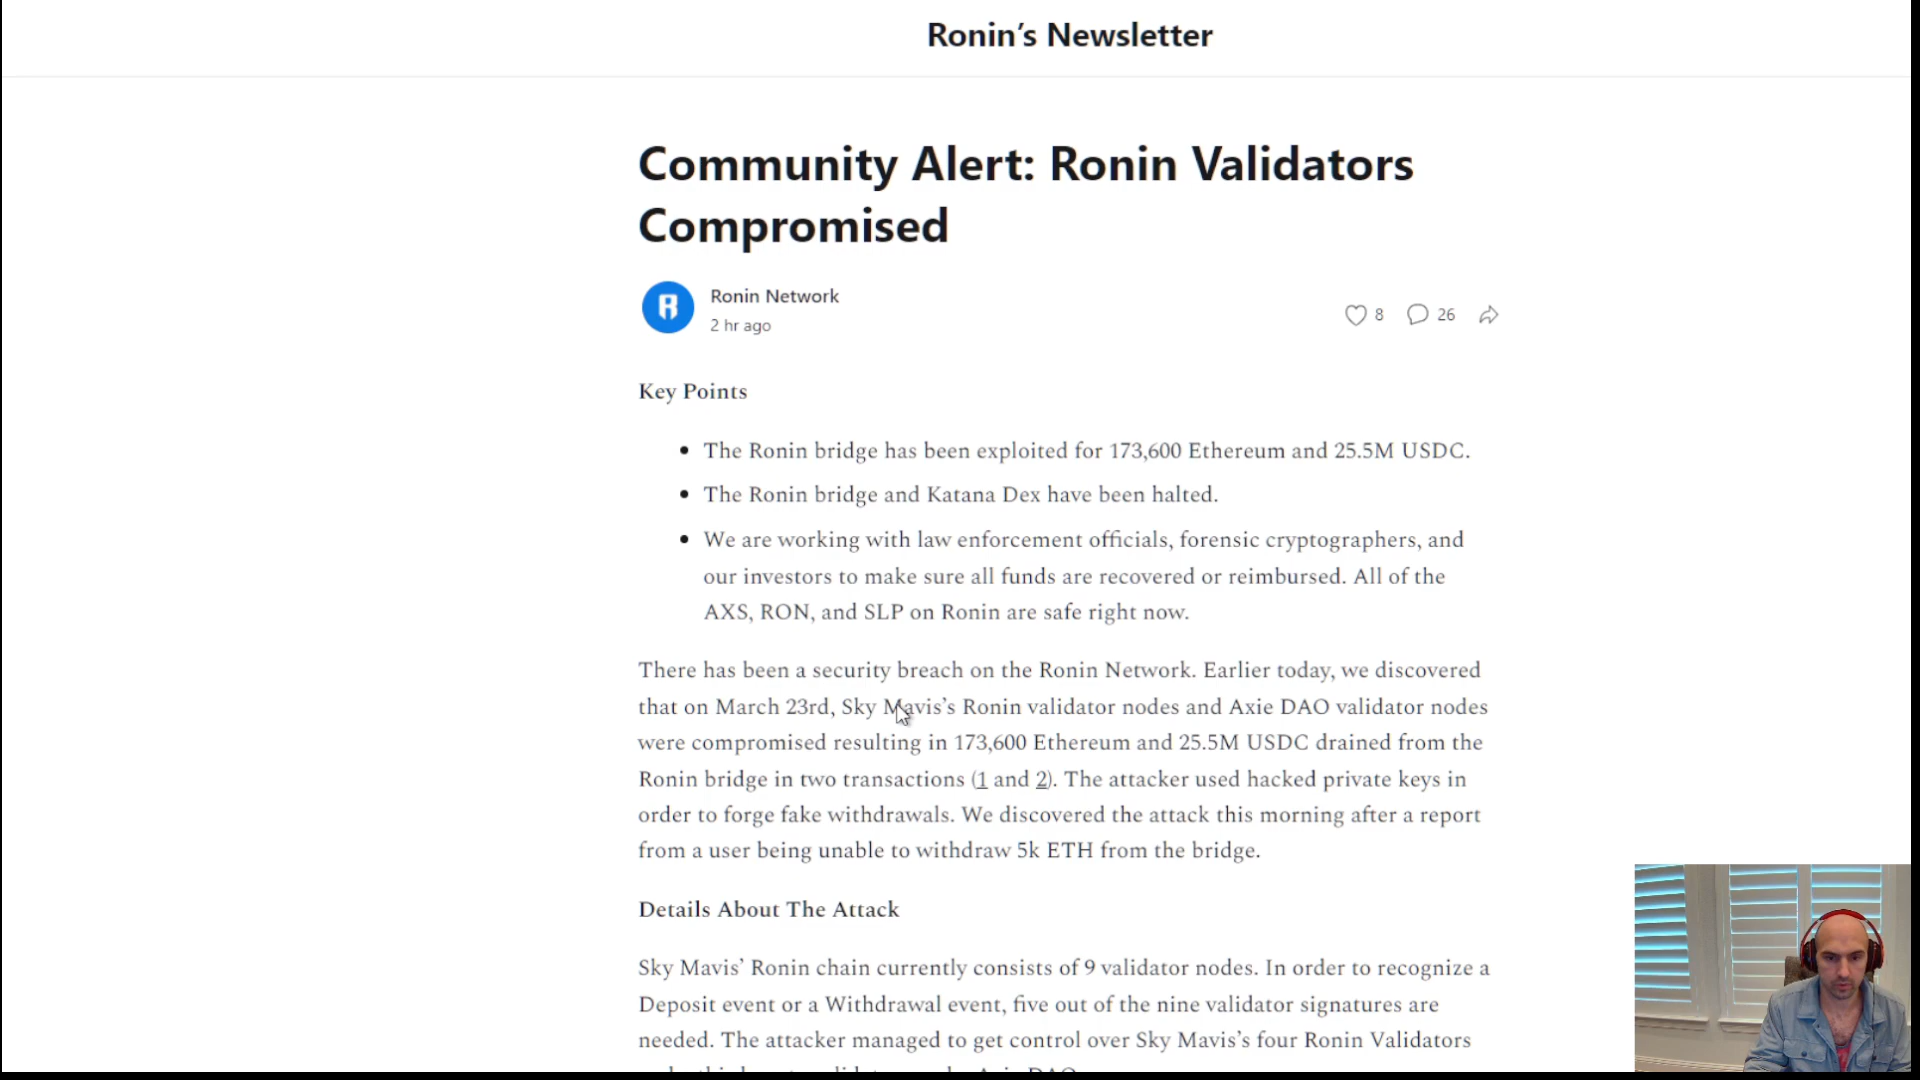 Ronin’s Newsletter
Community Alert: Ronin Validators
Compromised
Ronin Network
2 hr ago
8 26
Key Points
The Ronin bridge has been exploited for 173,600 Ethereum and 25.5M USDC.
The Ronin bridge and Katana Dex have been halted.
We are working with law enforcement officials, forensic cryptographers, and
our investors to make sure all funds are recovered or reimbursed. All of the
AXS, RON, and SLP on Ronin are safe right now.
There has been a security breach on the Ronin Network. Earlier today, we discovered
that on March 23rd, Sky Mavis’s Ronin validator nodes and Axie DAO validator nodes
were compromised resulting in 173,600 Ethereum and 25.5M USDC drained from the
Ronin bridge in two transactions (1 and 2). The attacker used hacked private keys in
order to forge fake withdrawals. We discovered the attack this morning after a report
from a user being unable to withdraw 5k ETH from the bridge.
Details About The Attack
Sky Mavis’ Ronin chain currently consists of 9 validator nodes. In order to recognize a
Deposit event or a Withdrawal event, five out of the nine validator signatures are
needed. The attacker managed to get control over Sky Mavis’s four Ronin Validators